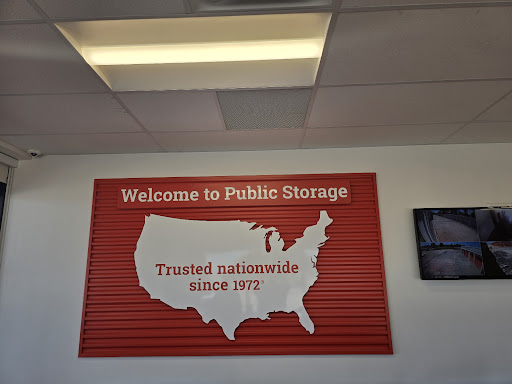 Welcome to Public Storage
Trusted nationwide
since 1972®